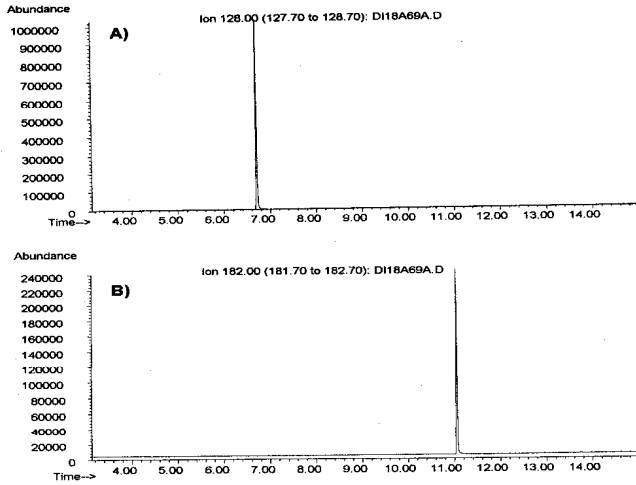 Abundance
Ion 128.00 (127.70 to 128.70): DI18A69A.D
A)
1000000
900000
800000
700000
600000
500000
400000
300000
200000
100000
0
Time-->
4.00 5.00 6.00 7.00 8.00 9.00 10.00 11.00 12.00 13.00 14.00
Abundance
Ion 182.00 (181.70 to 182.70): DI18A69A.D
B)
240000
220000
200000
180000
160000
140000
120000
100000
80000
60000
40000
20000
0
Time-->
4.00 5.00 6.00 7.00 8.00 9.00 10.00 11.00 12.00 13.00 14.00